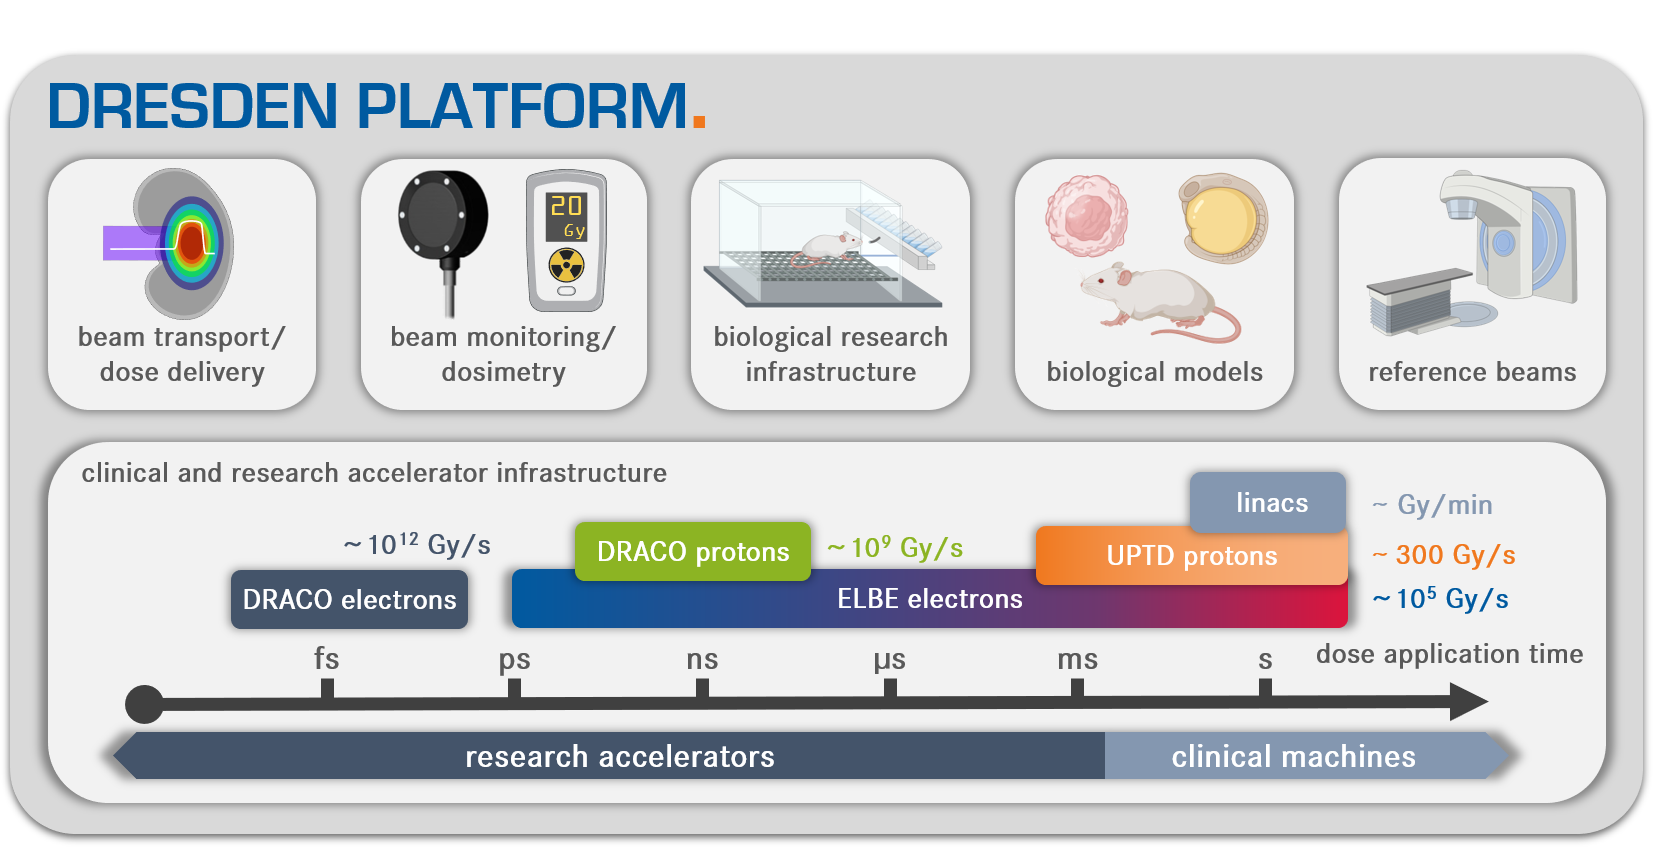 DRESDEN PLATFORM.
20
Gy
beam transport/
dose delivery
beam monitoring/
dosimetry
biological research
infrastructure
biological models
reference beams
clinical and research accelerator infrastructure
linacs
~ Gy/min
~10¹² Gy/s
DRACO protons
~10⁹ Gy/s
UPTD protons
~ 300 Gy/s
DRACO electrons
ELBE electrons
~10⁵ Gy/s
fs
ps
ns
µs
ms
s
dose application time
research accelerators
clinical machines